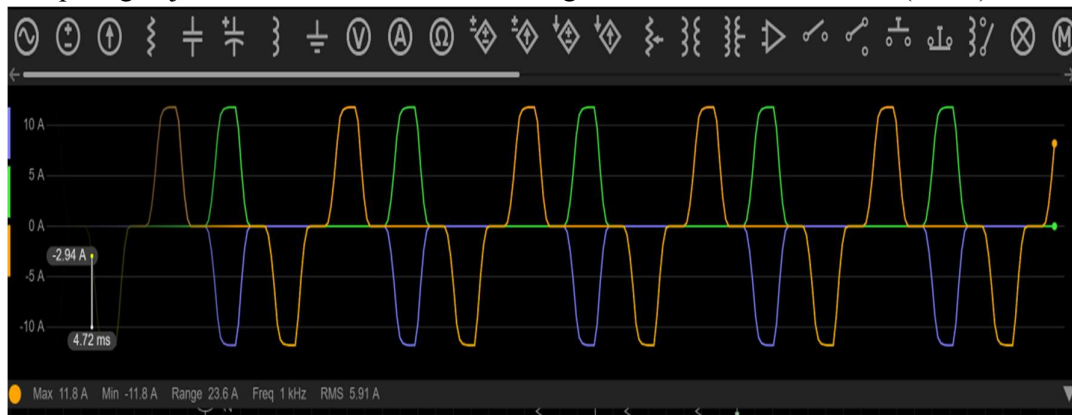 V A Ω M
10 A
5 A
0 A
-2.94 A
-5 A
-10 A
4.72 ms
Max 11.8 A Min -11.8 A Range 23.6 A Freq 1 kHz RMS 5.91 A